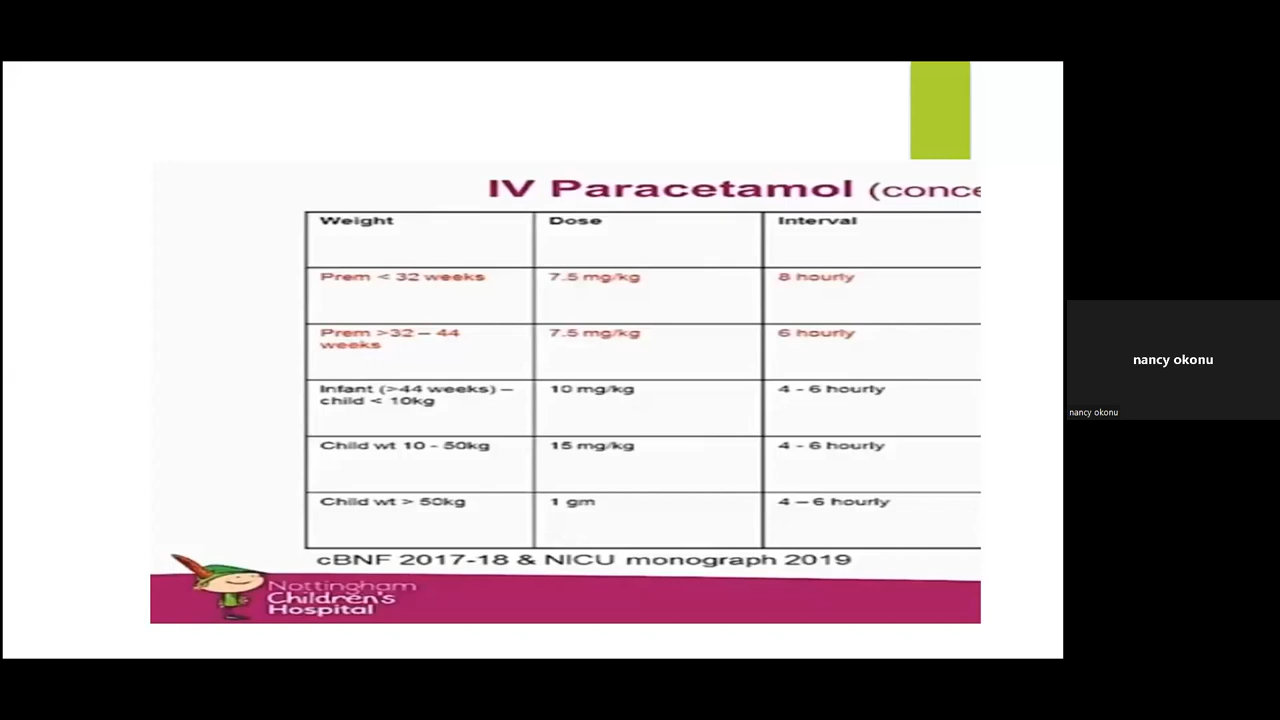 IV Paracetamol (conce
Weight Dose Interval
Prem < 32 weeks 7.5 mg/kg 8 hourly
Prem >32 – 44 weeks 7.5 mg/kg 6 hourly
Infant (>44 weeks) – child < 10kg 10 mg/kg 4 - 6 hourly
Child wt 10 - 50kg 15 mg/kg 4 - 6 hourly
Child wt > 50kg 1 gm 4 – 6 hourly
cBNF 2017-18 & NICU monograph 2019
Nottingham
Children's
Hospital
nancy okonu
nancy okonu